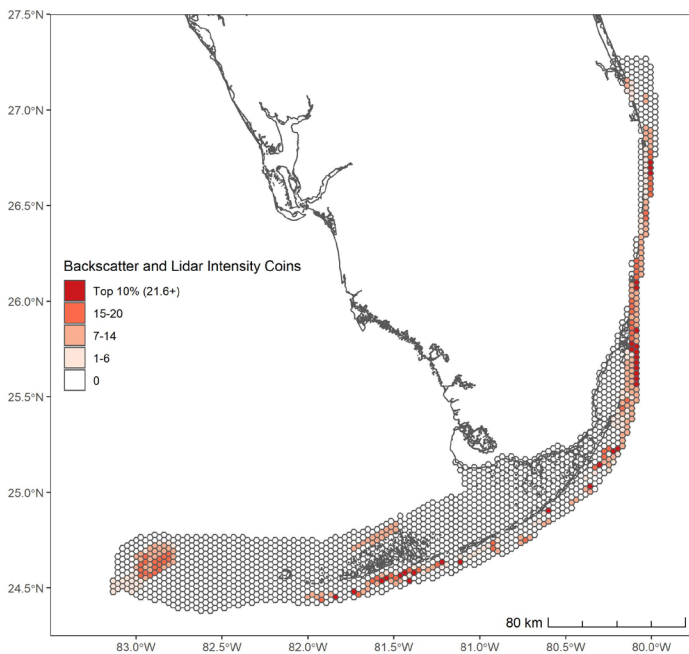 27.5°N
27.0°N
26.5°N
26.0°N
25.5°N
25.0°N
24.5°N
Backscatter and Lidar Intensity Coins
Top 10% (21.6+)
15-20
7-14
1-6
0
80 km
83.0°W 82.5°W 82.0°W 81.5°W 81.0°W 80.5°W 80.0°W